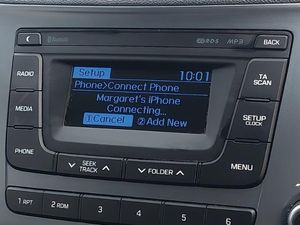 Bluetooth
RDS MP3
BACK
RADIO
Setup 10:01
TA
SCAN
Phone>Connect Phone
Margaret's iPhone
Connecting...
MEDIA
SETUP
CLOCK
1 Cancel 2 Add New
PHONE
SEEK
TRACK
FOLDER
MENU
1 RPT
2 RDM
3
4
5
6